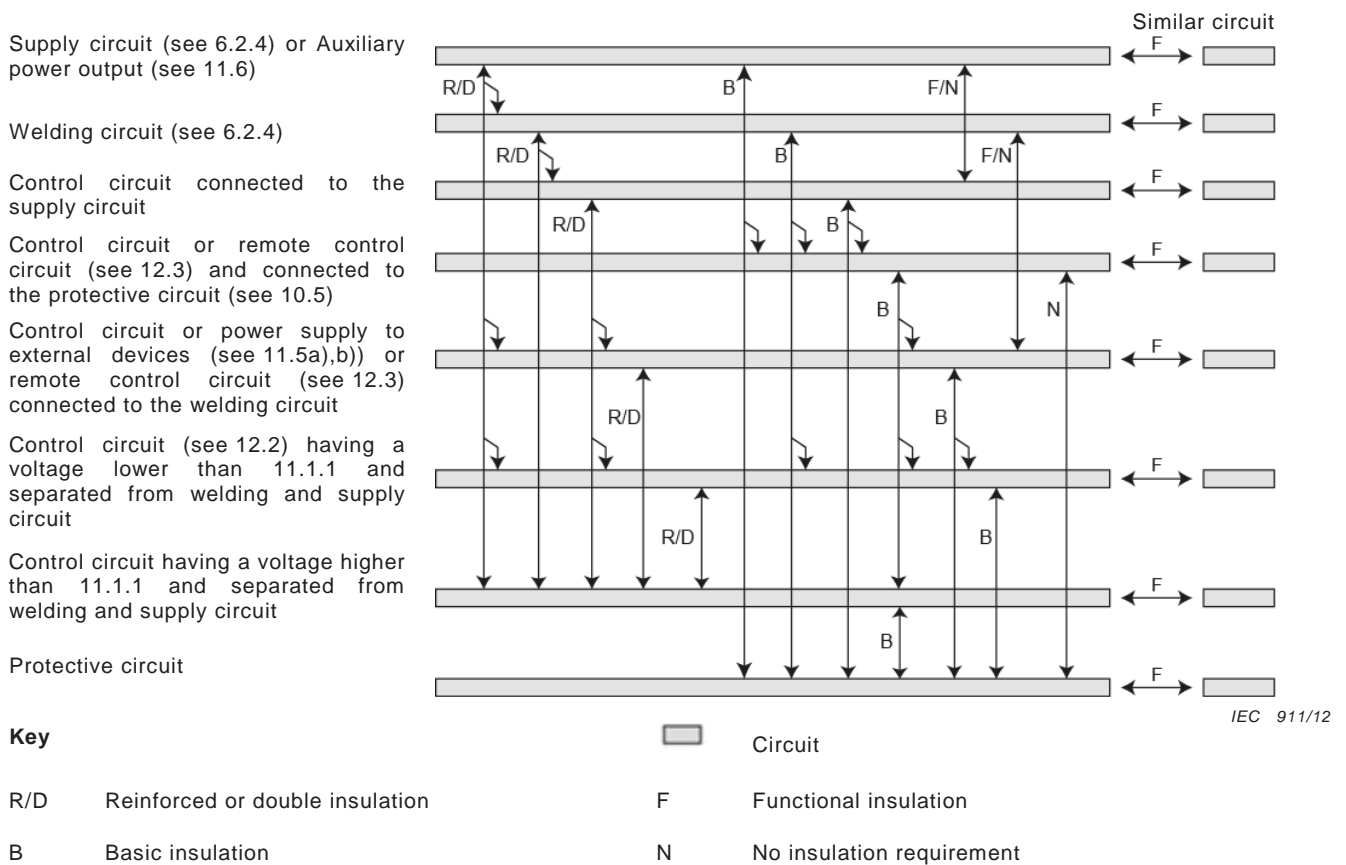 Similar circuit
Supply circuit (see 6.2.4) or Auxiliary
power output (see 11.6)
F
R/D
B
F/N
Welding circuit (see 6.2.4)
F
R/D
B
F/N
Control circuit connected to the
supply circuit
F
R/D
B
Control circuit or remote control
circuit (see 12.3) and connected to
the protective circuit (see 10.5)
F
B
N
Control circuit or power supply to
external devices (see 11.5a),b)) or
remote control circuit (see 12.3)
connected to the welding circuit
F
R/D
B
Control circuit (see 12.2) having a
voltage lower than 11.1.1 and
separated from welding and supply
circuit
F
R/D
B
Control circuit having a voltage higher
than 11.1.1 and separated from
welding and supply circuit
F
B
Protective circuit
F
IEC 911/12
Key
Circuit
R/D Reinforced or double insulation
F Functional insulation
B Basic insulation
N No insulation requirement